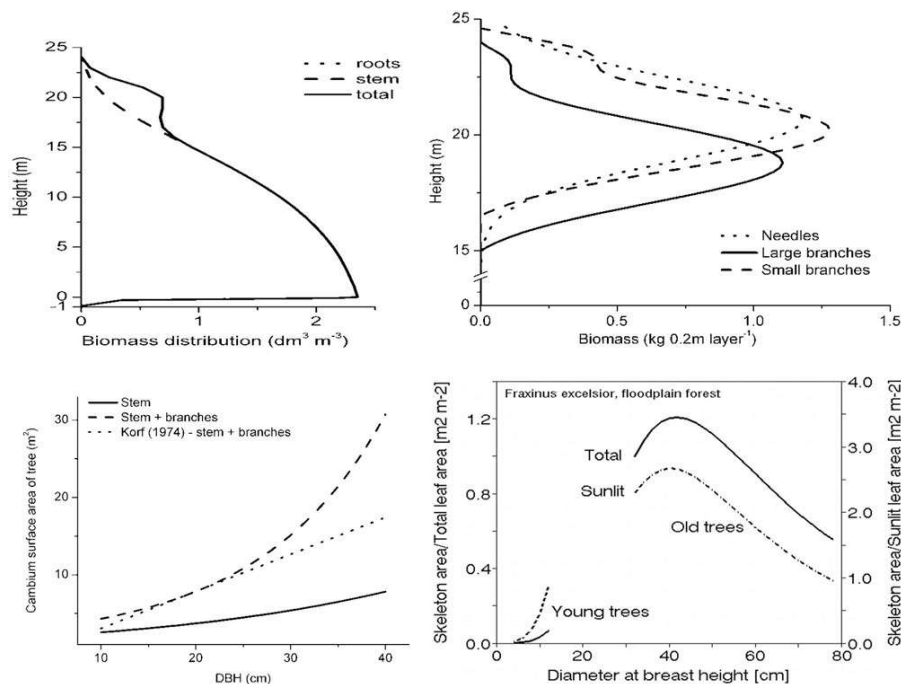 25
20
15
10
5
0
-1
Height (m)
roots
stem
total
0
1
2
Biomass distribution (dm³ m⁻³)
25
20
15
0
Height (m)
Needles
Large branches
Small branches
0.0
0.5
1.0
1.5
Biomass (kg 0.2m layer⁻¹)
Stem
Stem + branches
Korf (1974) - stem + branches
30
20
10
5
Cambium surface area of tree (m²)
10
20
30
40
DBH (cm)
Fraxinus excelsior, floodplain forest
Skeleton area/Total leaf area [m2 m-2]
1.2
0.8
0.4
0.0
Total
Sunlit
Old trees
Young trees
4.0
3.0
2.0
1.0
0.0
Skeleton area/Sunlit leaf area [m2 m-2]
0
10
20
30
40
50
60
70
80
Diameter at breast height [cm]